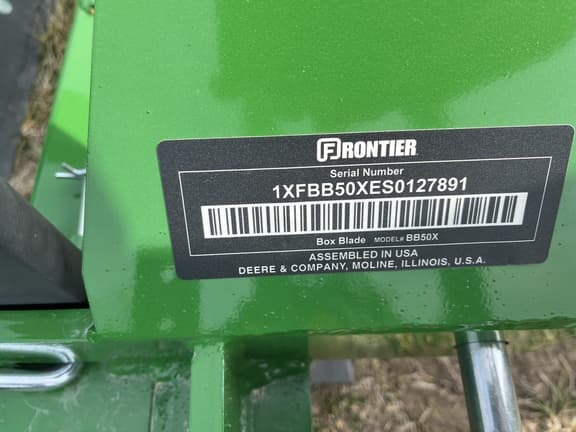 FRONTIER
Serial Number
1XFBB50XES0127891
Box Blade MODEL# BB50X
ASSEMBLED IN USA
DEERE & COMPANY, MOLINE, ILLINOIS, U.S.A.